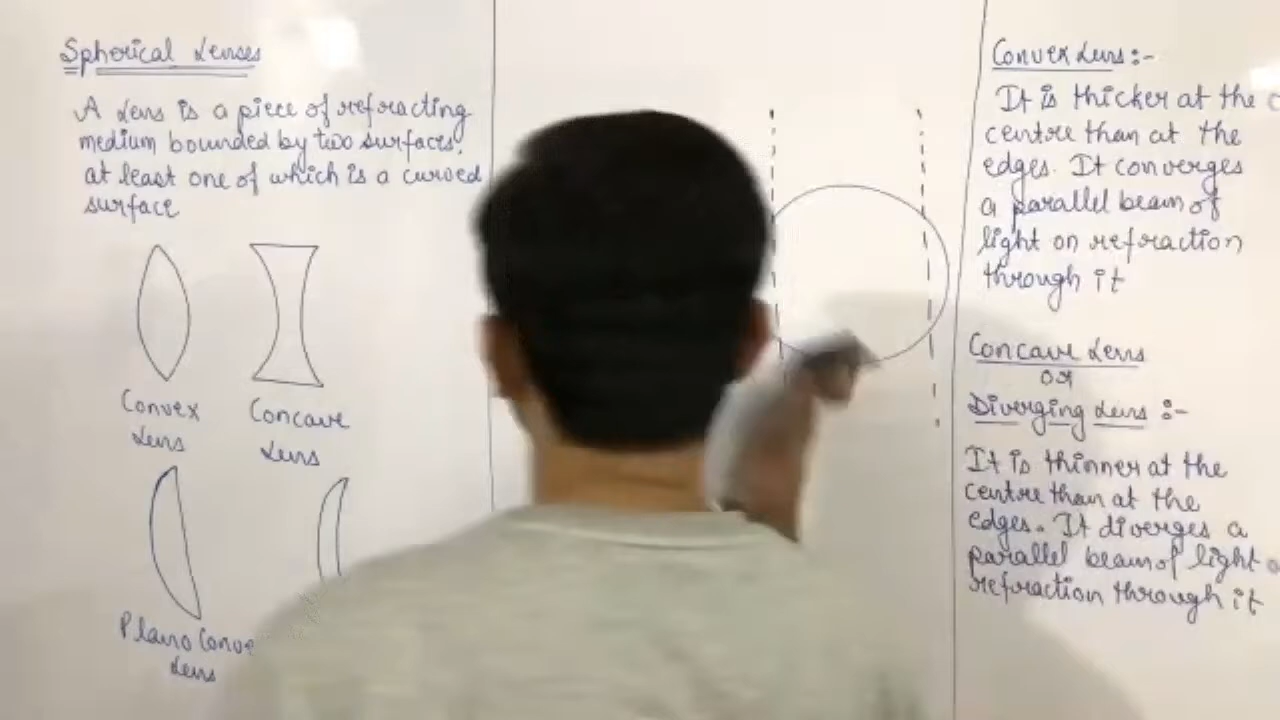 Spherical Lenses
A Lens is a piece of refracting
medium bounded by two surfaces,
at least one of which is a curved
surface
Convex
Lens
Concave
Lens
Plano
Lens
Convex Lens :-
It is thicker at the
centre than at the
edges. It converges
a parallel beam of
light on refraction
through it
Concave Lens
or
Diverging Lens :-
It is thinner at the
centre than at the
edges. It diverges a
parallel beam of light
refraction through it